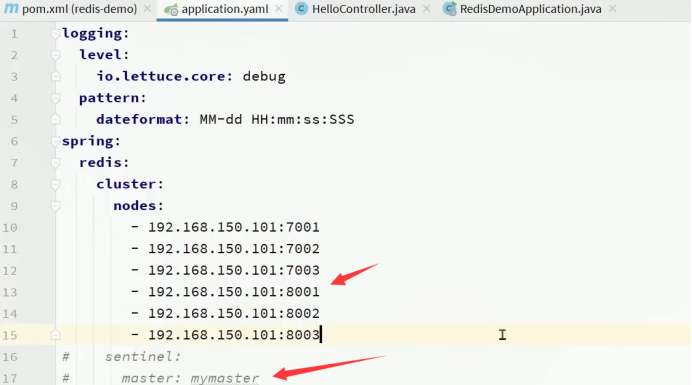 pom.xml (redis-demo) × application.yaml × HelloController.java × RedisDemoApplication.java ×
1 logging:
2   level:
3     io.lettuce.core: debug
4   pattern:
5     dateformat: MM-dd HH:mm:ss:SSS
6 spring:
7   redis:
8     cluster:
9       nodes:
10         - 192.168.150.101:7001
11         - 192.168.150.101:7002
12         - 192.168.150.101:7003
13         - 192.168.150.101:8001
14         - 192.168.150.101:8002
15         - 192.168.150.101:8003
16 #    sentinel:
17 #      master: mymaster